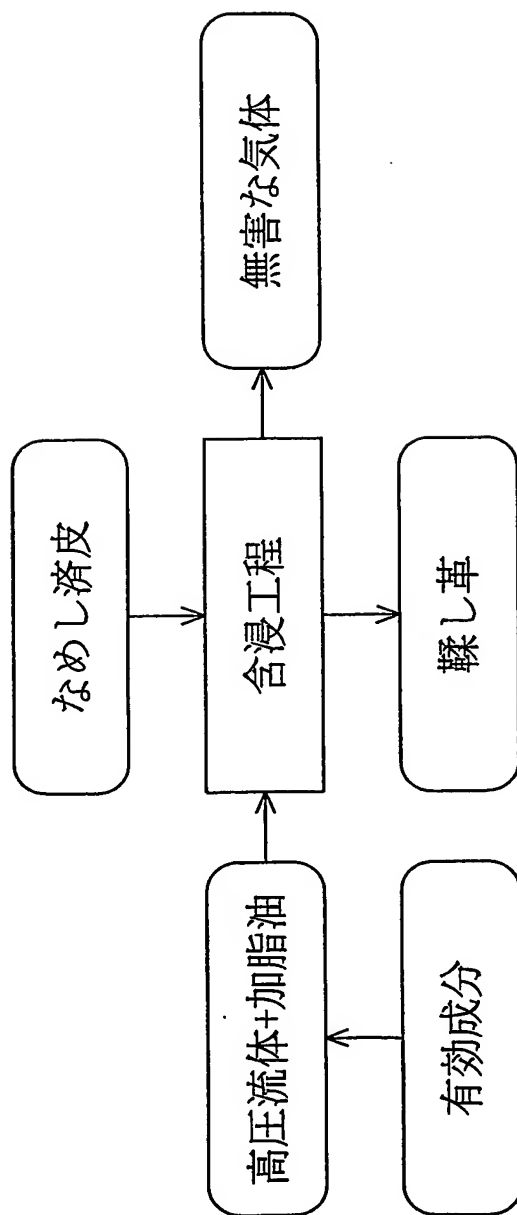 なめし済皮
高圧流体+加脂油
含浸工程
無害な気体
有効成分
鞣し革